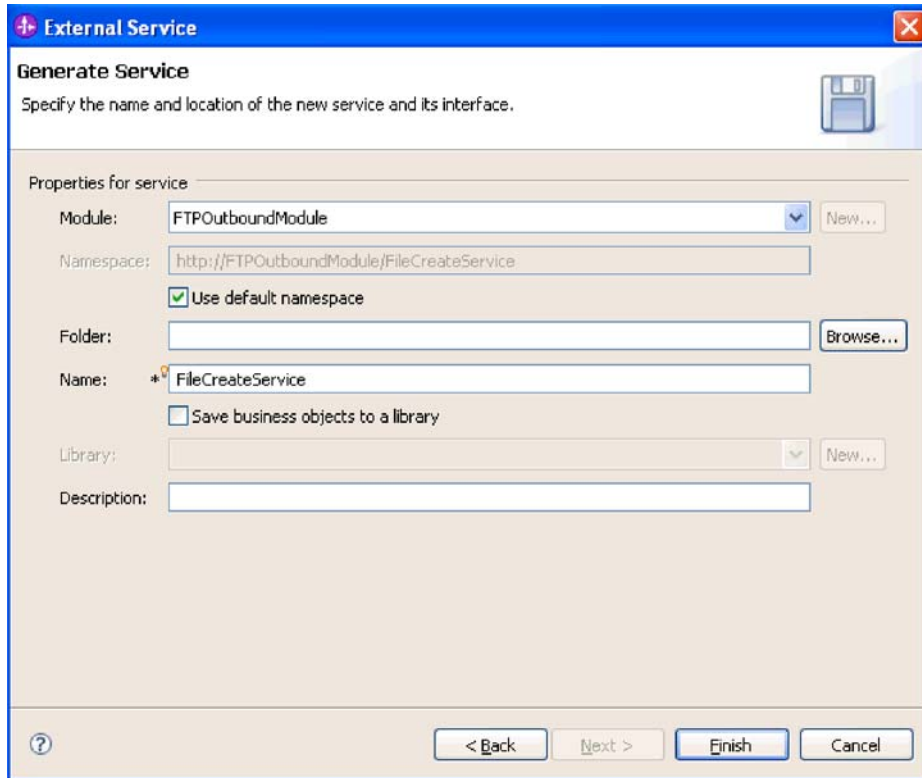 External Service
Generate Service
Specify the name and location of the new service and its interface.
Properties for service
Module: FTPOutboundModule New...
Namespace: http://FTPOutboundModule/FileCreateService
Use default namespace
Folder: Browse...
Name: * FileCreateService
Save business objects to a library
Library: New...
Description:
? < Back Next > Finish Cancel